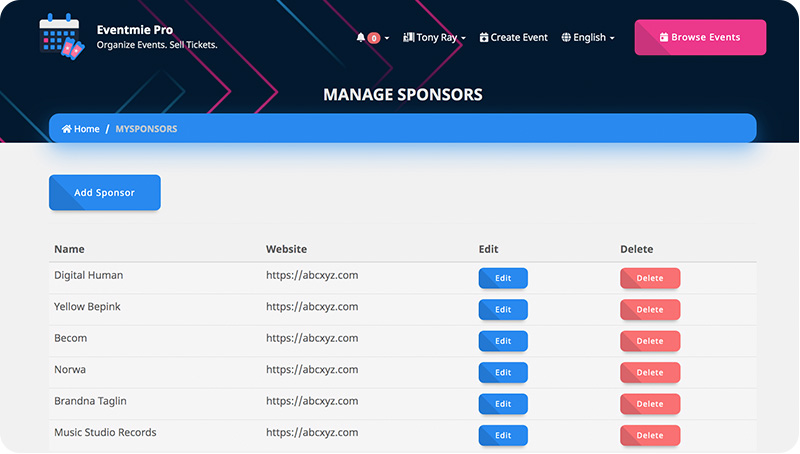 Eventmie Pro
Organize Events. Sell Tickets.
0 Tony Ray Create Event English Browse Events
MANAGE SPONSORS
Home / MYSPONSORS
Add Sponsor
Name Website Edit Delete
Digital Human https://abcxyz.com Edit Delete
Yellow Bepink https://abcxyz.com Edit Delete
Becom https://abcxyz.com Edit Delete
Norwa https://abcxyz.com Edit Delete
Brandna Taglin https://abcxyz.com Edit Delete
Music Studio Records https://abcxyz.com Edit Delete